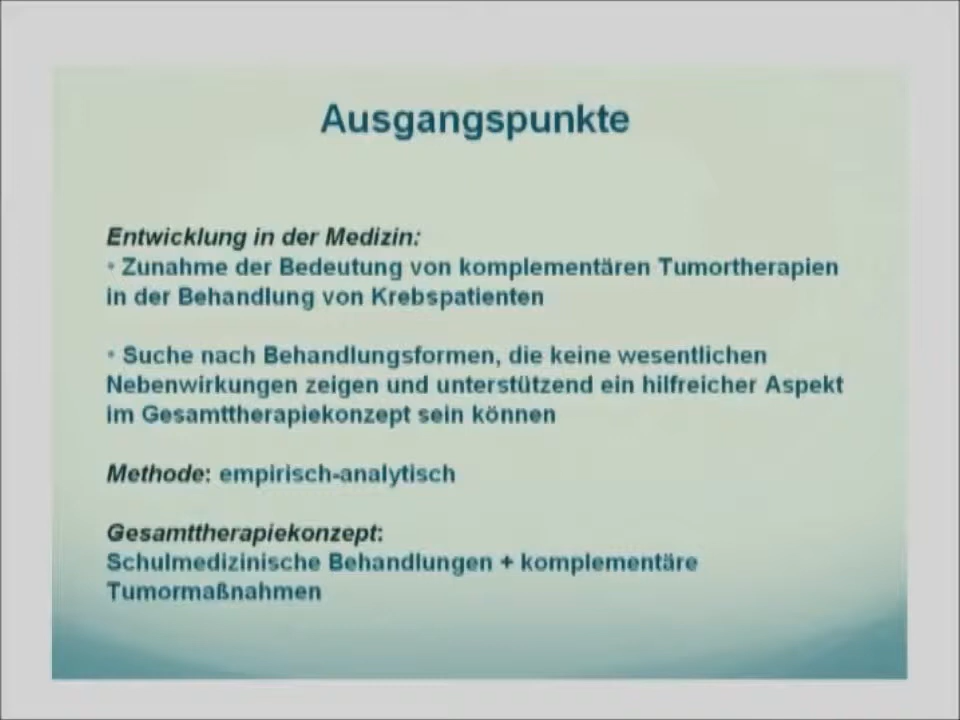 Ausgangspunkte
Entwicklung in der Medizin:
• Zunahme der Bedeutung von komplementären Tumortherapien
in der Behandlung von Krebspatienten
• Suche nach Behandlungsformen, die keine wesentlichen
Nebenwirkungen zeigen und unterstützend ein hilfreicher Aspekt
im Gesamttherapiekonzept sein können
Methode: empirisch-analytisch
Gesamttherapiekonzept:
Schulmedizinische Behandlungen + komplementäre
Tumormaßnahmen